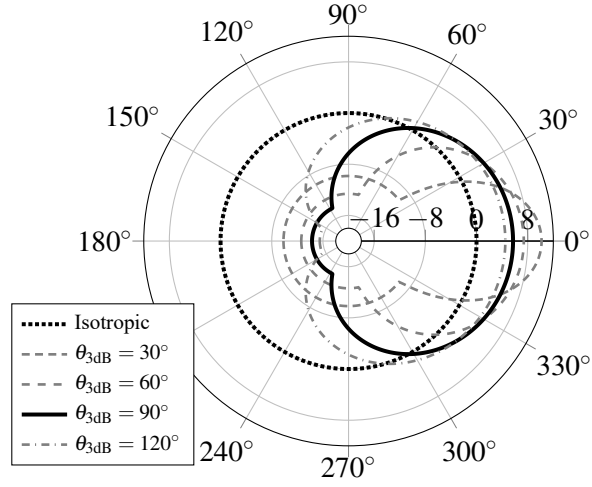 90°
120°
60°
150°
30°
−16 −8 0 8
180°
0°
Isotropic
θ3dB = 30°
θ3dB = 60°
θ3dB = 90°
θ3dB = 120°
330°
240°
300°
270°